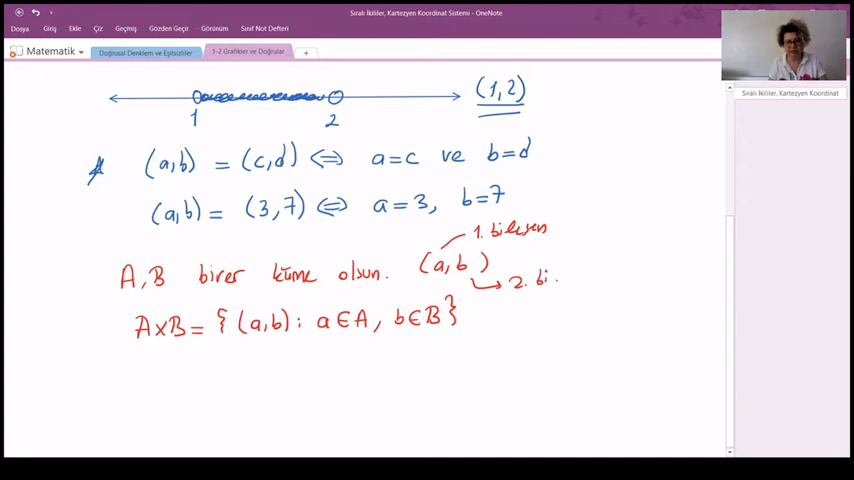 Sıralı İkililer, Kartezyen Koordinat Sistemi - OneNote
Dosya Giriş Ekle Çiz Geçmiş Gözden Geçir Görünüm Sınıf Not Defteri
Matematik Doğrusal Denklem ve Eşitsizlikler 1-2 Grafikler ve Doğrular +
Sıralı İkililer, Kartezyen Koordinat
(1,2)
1 2
(a,b) = (c,d) ⇔ a=c ve b=d
(a,b) = (3,7) ⇔ a=3, b=7
1. bileşen
A,B birer küme olsun. (a,b)
2. bi
AxB = {(a,b): a∈A, b∈B}